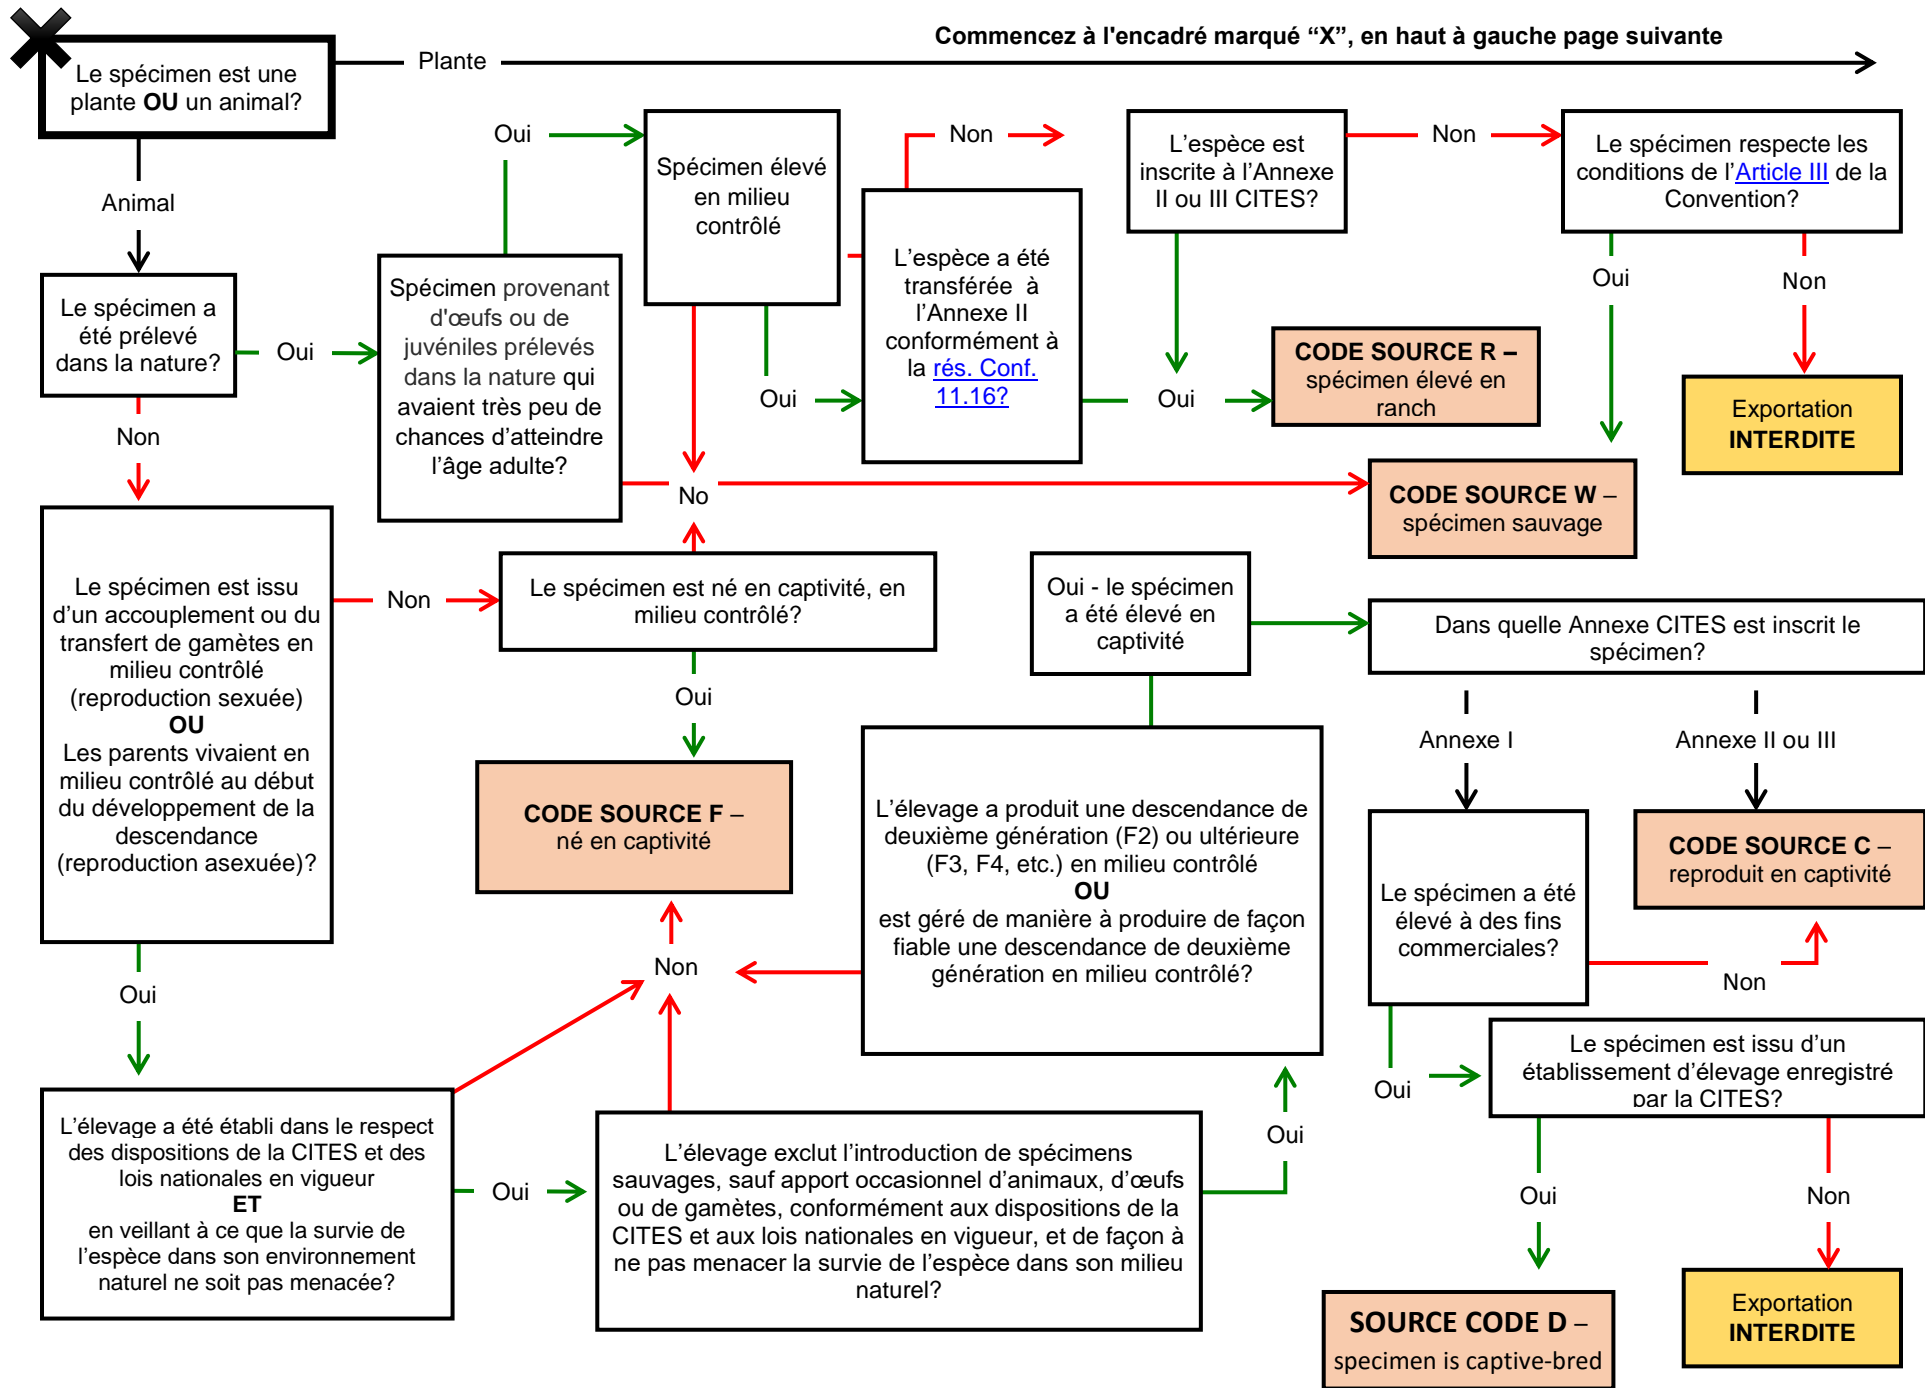 Commencez à l'encadré marqué “X”, en haut à gauche page suivante
Le spécimen est une
plante OU un animal?
Plante
Animal
Oui
Spécimen élevé
en milieu
contrôlé
Non
L’espèce est
inscrite à l’Annexe
II ou III CITES?
Non
Le spécimen respecte les
conditions de l’Article III de la
Convention?
Le spécimen a
été prélevé
dans la nature?
Oui
Spécimen provenant
d'œufs ou de
juvéniles prélevés
dans la nature qui
avaient très peu de
chances d’atteindre
l’âge adulte?
Oui
L’espèce a été
transférée à
l’Annexe II
conformément à
la rés. Conf.
11.16?
Oui
CODE SOURCE R –
spécimen élevé en
ranch
Oui
Non
Exportation
INTERDITE
Non
No
CODE SOURCE W –
spécimen sauvage
Le spécimen est issu
d’un accouplement ou du
transfert de gamètes en
milieu contrôlé
(reproduction sexuée)
OU
Les parents vivaient en
milieu contrôlé au début
du développement de la
descendance
(reproduction asexuée)?
Non
Le spécimen est né en captivité, en
milieu contrôlé?
Oui - le spécimen
a été élevé en
captivité
Dans quelle Annexe CITES est inscrit le
spécimen?
Oui
Annexe I
Annexe II ou III
CODE SOURCE F –
né en captivité
L’élevage a produit une descendance de
deuxième génération (F2) ou ultérieure
(F3, F4, etc.) en milieu contrôlé
OU
est géré de manière à produire de façon
fiable une descendance de deuxième
génération en milieu contrôlé?
Le spécimen a été
élevé à des fins
commerciales?
CODE SOURCE C –
reproduit en captivité
Non
Non
Oui
Oui
Le spécimen est issu d’un
établissement d’élevage enregistré
par la CITES?
L’élevage a été établi dans le respect
des dispositions de la CITES et des
lois nationales en vigueur
ET
en veillant à ce que la survie de
l’espèce dans son environnement
naturel ne soit pas menacée?
Oui
L’élevage exclut l’introduction de spécimens
sauvages, sauf apport occasionnel d’animaux, d’œufs
ou de gamètes, conformément aux dispositions de la
CITES et aux lois nationales en vigueur, et de façon à
ne pas menacer la survie de l’espèce dans son milieu
naturel?
Oui
Oui
Non
SOURCE CODE D –
specimen is captive-bred
Exportation
INTERDITE